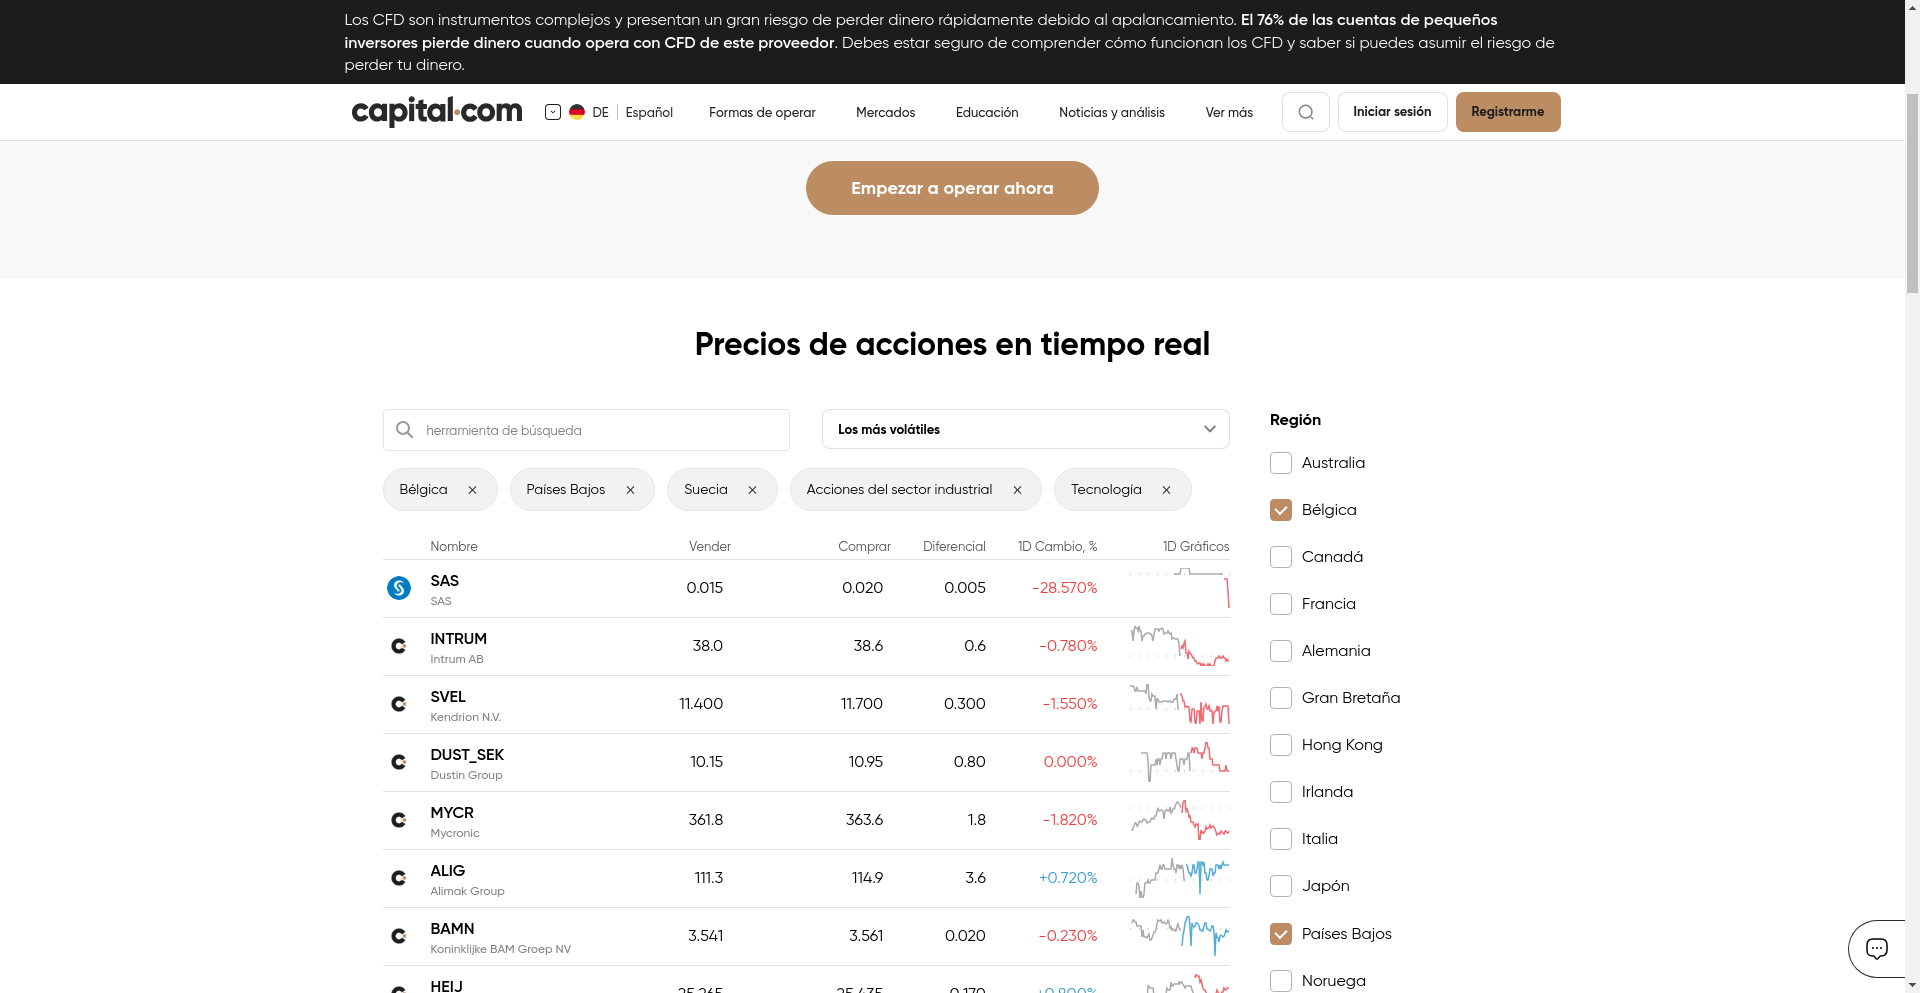 Los CFD son instrumentos complejos y presentan un gran riesgo de perder dinero rápidamente debido al apalancamiento. El 76% de las cuentas de pequeños
inversores pierde dinero cuando opera con CFD de este proveedor. Debes estar seguro de comprender cómo funcionan los CFD y saber si puedes asumir el riesgo de
perder tu dinero.
capital.com DE Español Formas de operar Mercados Educación Noticias y análisis Ver más Iniciar sesión Registrarme
Empezar a operar ahora
Precios de acciones en tiempo real
herramienta de búsqueda Los más volátiles
Bélgica Países Bajos Suecia Acciones del sector industrial Tecnología
Nombre Vender Comprar Diferencial 1D Cambio, % 1D Gráficos
SAS 0.015 0.020 0.005 -28.570%
SAS
INTRUM 38.0 38.6 0.6 -0.780%
Intrum AB
SVEL 11.400 11.700 0.300 -1.550%
Kendrion N.V.
DUST_SEK 10.15 10.95 0.80 0.000%
Dustin Group
MYCR 361.8 363.6 1.8 -1.820%
Mycronic
ALIG 111.3 114.9 3.6 +0.720%
Alimak Group
BAMN 3.541 3.561 0.020 -0.230%
Koninklijke BAM Groep NV
HEIJ 25.265 25.435 0.170 +0.800%
Región
Australia
Bélgica
Canadá
Francia
Alemania
Gran Bretaña
Hong Kong
Irlanda
Italia
Japón
Países Bajos
Noruega